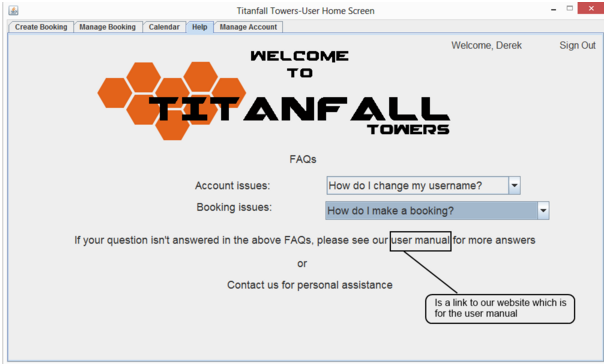 Titanfall Towers-User Home Screen
Create Booking Manage Booking Calendar Help Manage Account
Welcome, Derek Sign Out
WELCOME
TO
TITANFALL
TOWERS
FAQs
Account issues: How do I change my username?
Booking issues: How do I make a booking?
If your question isn't answered in the above FAQs, please see our user manual for more answers
or
Contact us for personal assistance
Is a link to our website which is
for the user manual